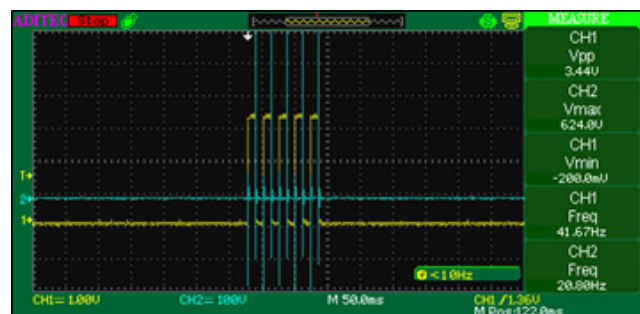 ADITEG Stop
MEASURE
CH1
Vpp
3.44V
CH2
Vmax
624.0V
CH1
Vmin
-200.0mV
CH1
Freq
41.67Hz
CH2
Freq
20.80Hz
T
2
1
<10Hz
CH1= 1.00V CH2= 100V M 50.0ms CH1 /1.36V
M Pos:122.0ms